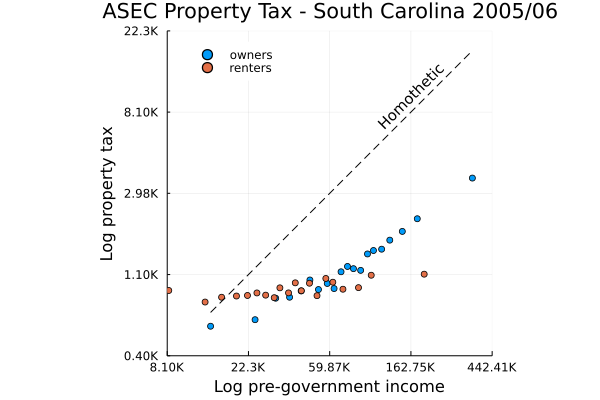 ASEC Property Tax - South Carolina 2005/06
22.3K
owners
renters
Homothetic
8.10K
2.98K
1.10K
0.40K
Log property tax
8.10K 22.3K 59.87K 162.75K 442.41K
Log pre-government income